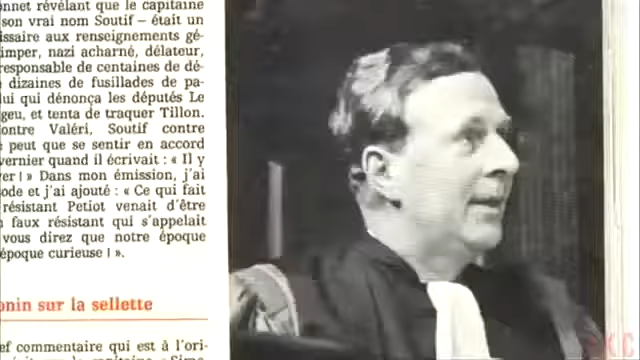 nnet révélant que le capitaine
son vrai nom Soutif – était un
issaire aux renseignements gé-
imper, nazi acharné, délateur,
responsable de centaines de dé-
dizaines de fusillades de pa-
lui qui dénonça les députés Le
geu, et tenta de traquer Tillon.
ontre Valéri, Soutif contre
peut que se sentir en accord
vernier quand il écrivait : « Il y
er ! » Dans mon émission, j'ai
ode et j'ai ajouté : « Ce qui fait
résistant Petiot venait d'être
faux résistant qui s'appelait
vous direz que notre époque
époque curieuse ! ».
onin sur la sellette
ef commentaire qui est à l'ori-